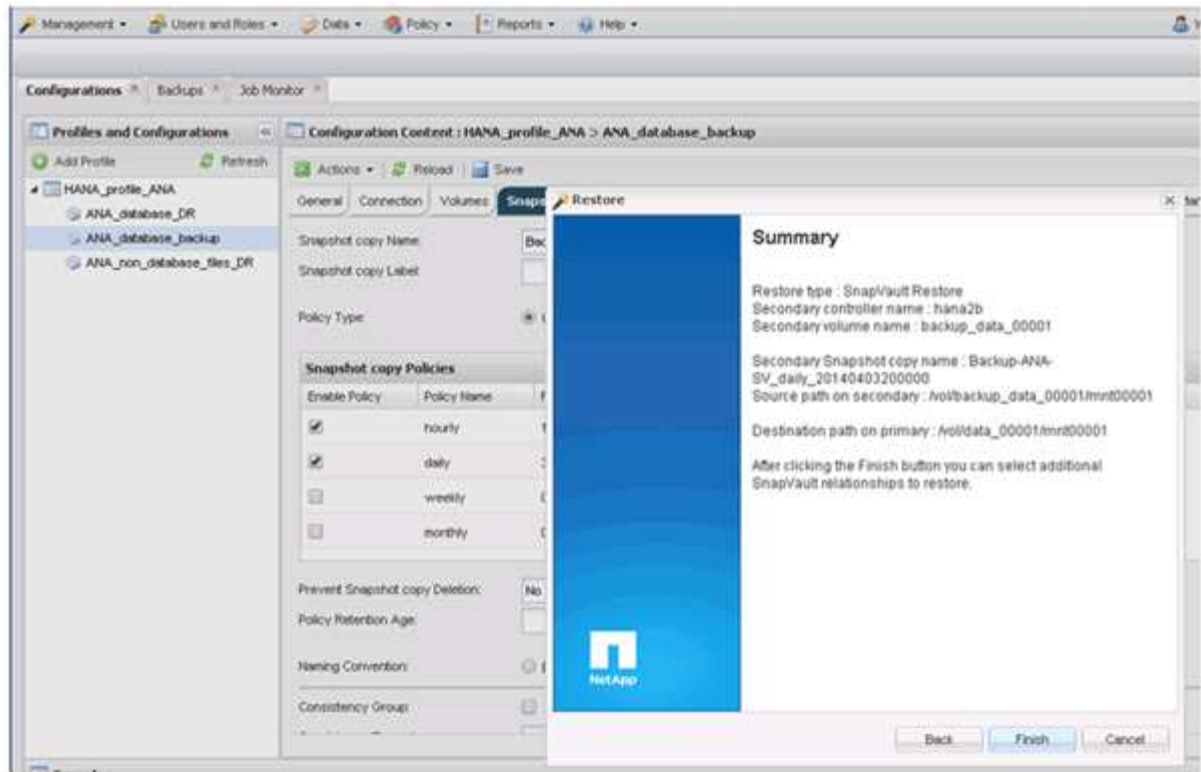 Management
Users and Roles
Data
Policy
Reports
Help
Configurations
Backups
Job Monitor
Profiles and Configurations
Configuration Content : HANA_profile_ANA > ANA_database_backup
Add Profile
Refresh
Actions
Reload
Save
HANA_profile_ANA
ANA_database_DR
ANA_database_backup
ANA_non_database_files_DR
General
Connection
Volumes
Snaps
Snapshot copy Name:
Bac
Snapshot copy Label:
Policy Type:
Snapshot copy Policies
Enable Policy
Policy Name
hourly
daily
weekly
monthly
Prevent Snapshot copy Deletion:
No
Policy Retention Age:
Naming Convention:
Consistency Group:
Restore
Summary
Restore type : SnapVault Restore
Secondary controller name : hana2b
Secondary volume name : backup_data_00001
Secondary Snapshot copy name : Backup-ANA-
SV_daily_20140403200000
Source path on secondary : /vol/backup_data_00001/mnt00001
Destination path on primary : /vol/data_00001/mnt00001
After clicking the Finish button you can select additional
SnapVault relationships to restore.
NetApp
Back
Finish
Cancel